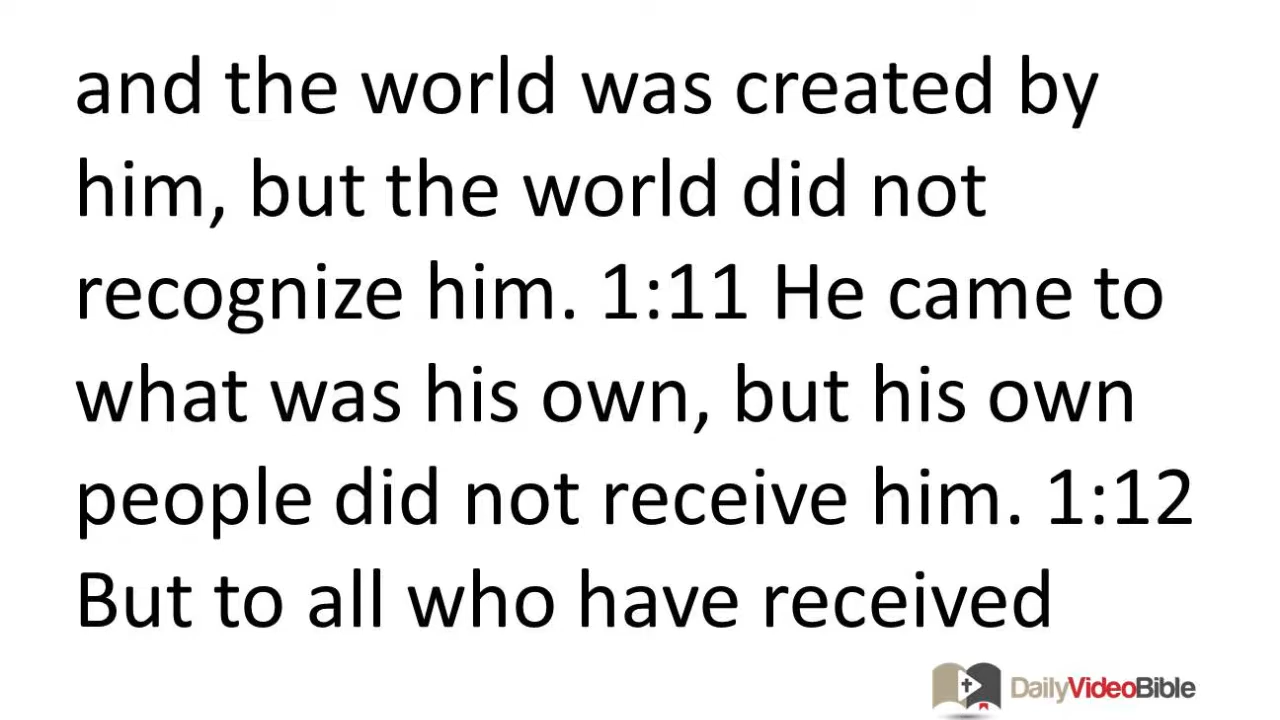 and the world was created by
him, but the world did not
recognize him. 1:11 He came to
what was his own, but his own
people did not receive him. 1:12
But to all who have received
DailyVideoBible